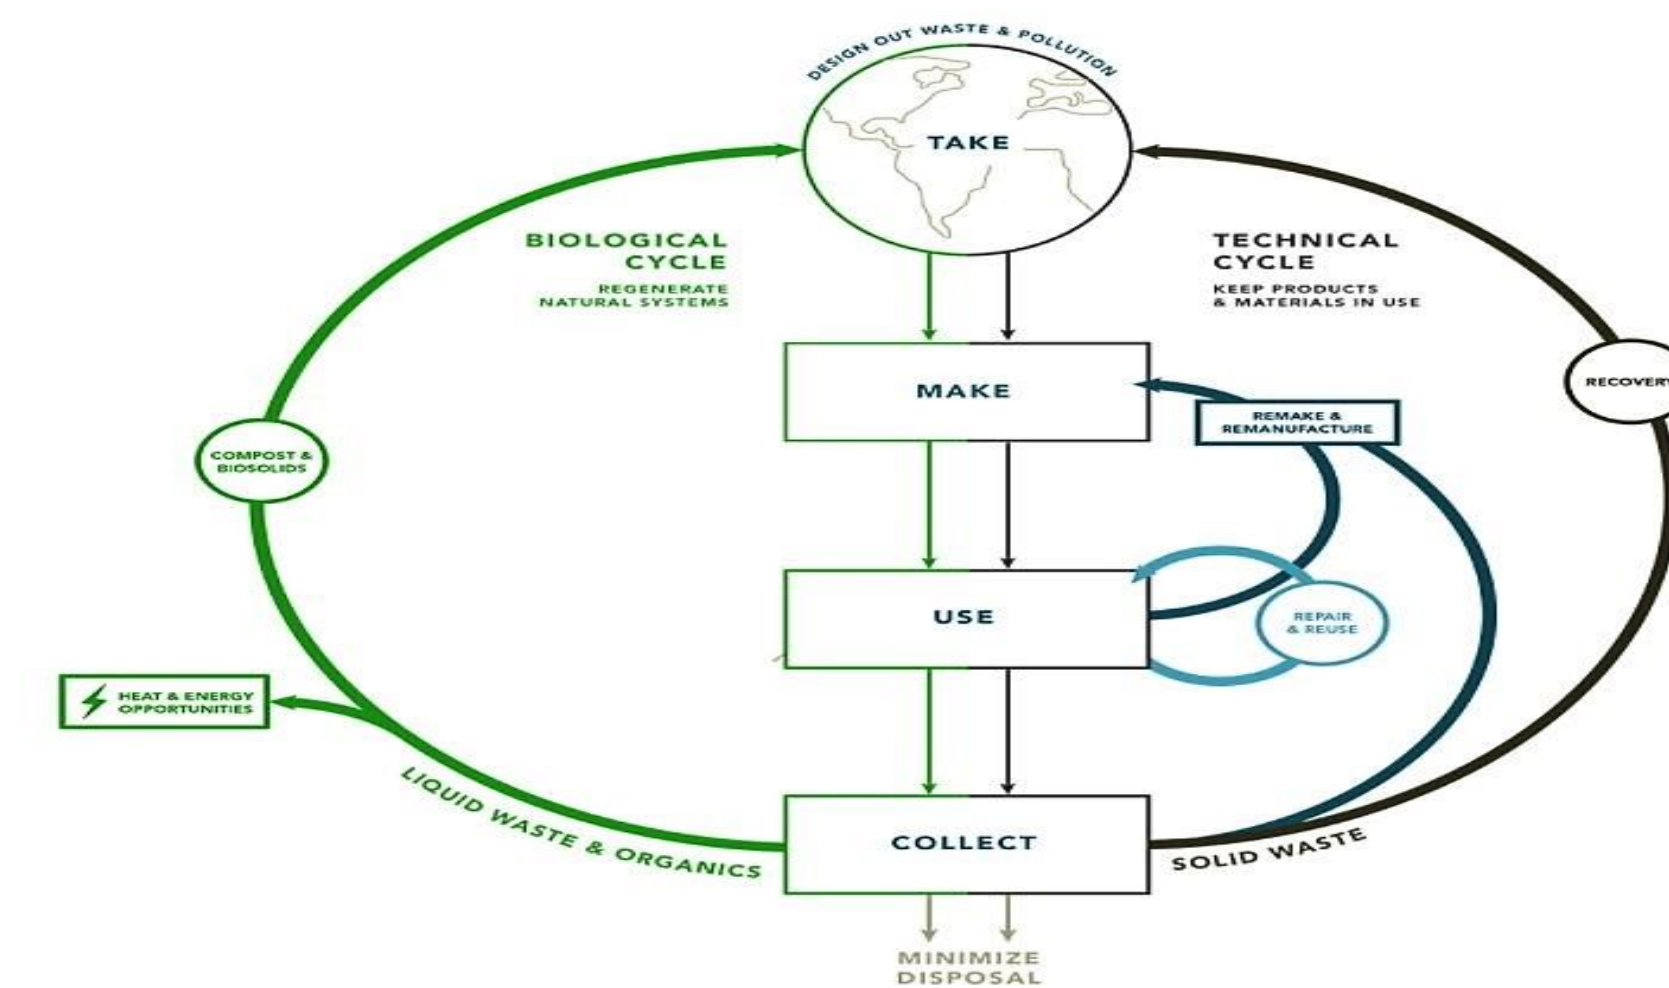 DESIGN OUT WASTE & POLLUTION
TAKE
BIOLOGICAL
CYCLE
REGENERATE
NATURAL SYSTEMS
TECHNICAL
CYCLE
KEEP PRODUCTS
& MATERIALS IN USE
MAKE
RECOVERY
REMAKE &
REMANUFACTURE
COMPOST &
BIOSOLIDS
USE
REPAIR
& REUSE
HEAT & ENERGY
OPPORTUNITIES
LIQUID WASTE & ORGANICS
COLLECT
SOLID WASTE
MINIMIZE
DISPOSAL